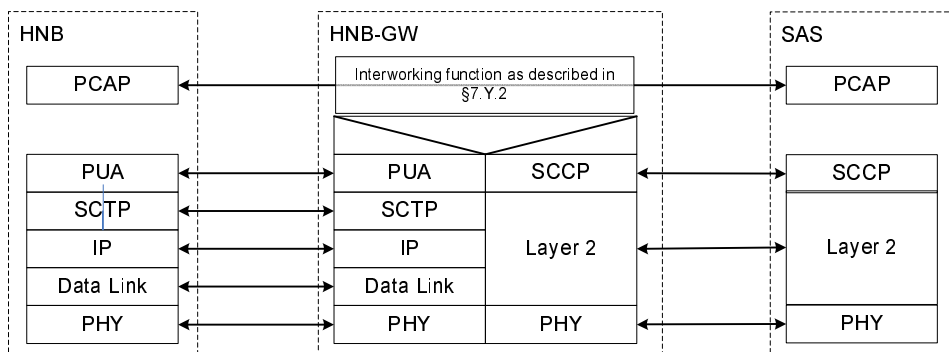 HNB
HNB-GW
SAS
PCAP
Interworking function as described in
§7.Y.2
PCAP
PUA
PUA
SCCP
SCCP
SCTP
SCTP
IP
IP
Layer 2
Layer 2
Data Link
Data Link
PHY
PHY
PHY
PHY